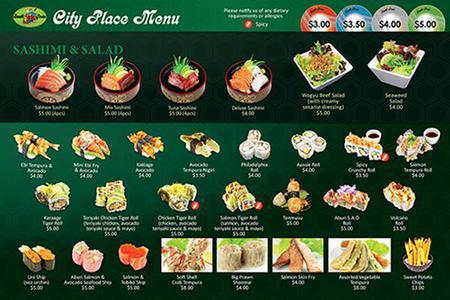 City Place Menu
Please notify us of any dietary
requirements or allergies.
Spicy
$3.00
$3.50
$4.00
$5.00
SASHIMI & SALAD
Salmon Sashimi
$5.00 (4pcs)
Mix Sashimi
$5.00 (4pcs)
Tuna Sashimi
$5.00 (4pcs)
Deluxe Sashimi
$8.00
Wagyu Beef Salad
(with creamy
sesame dressing)
$5.00
Seaweed
Salad
$4.00
Ebi Tempura &
Avocado
$4.00
Mini Ebi Fry &
Avocado
$4.00
Kakiage
Avocado
$4.00
Avocado
Tempura Nigiri
$3.50
Philadelphia
Roll
$4.00
Aussie Roll
$4.00
Spicy
Crunchy Roll
$3.50
Salmon
Tempura Roll
$4.00
Karaage
Tiger Roll
$5.00
Teriyaki Chicken Tiger Roll
(chicken, avocado
teriyaki sauce & mayo)
$5.00
Chicken Tiger Roll
(chicken, avocado
teriyaki sauce & mayo)
$5.00
Salmon Tiger Roll
(salmon, avocado
teriyaki sauce & mayo)
$5.00
Tenmusu
$5.00
Aburi S.A.O
Roll
$5.00
Volcano
Roll
$3.50
Uni Ship
(sea urchin)
$5.00
Aburi Salmon &
Avocado Seafood Ship
$5.00
Salmon &
Tobiko Ship
$5.00
Soft Shell
Crab Tempura
$8.00
Big Prawn
Shaomai
$4.00
Salmon Skin Fry
$4.00
Assorted Vegetable
Tempura
$8.00
Sweet Potato
Chips
$3.00